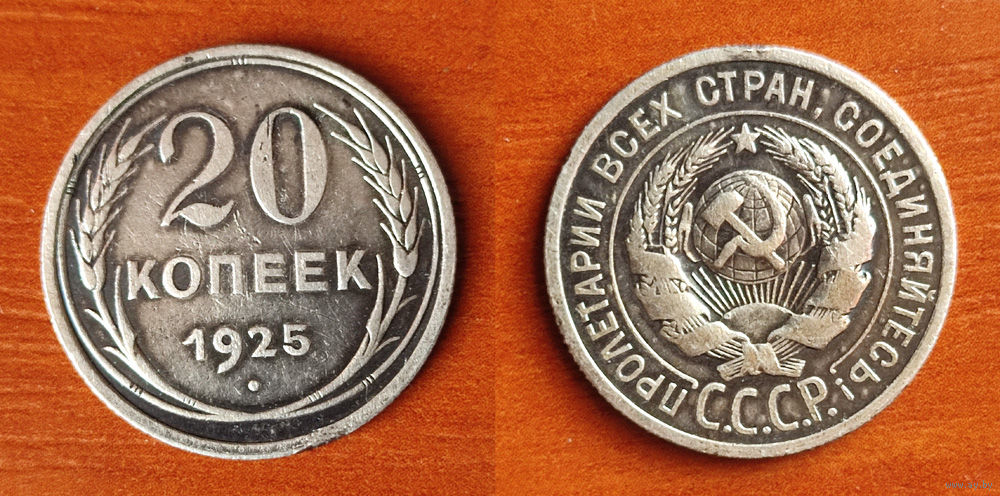 20
КОПЕЕК
1925
ПРОЛЕТАРИИ ВСЕХ СТРАН, СОЕДИНЯЙТЕСЬ!
С.С.С.Р.